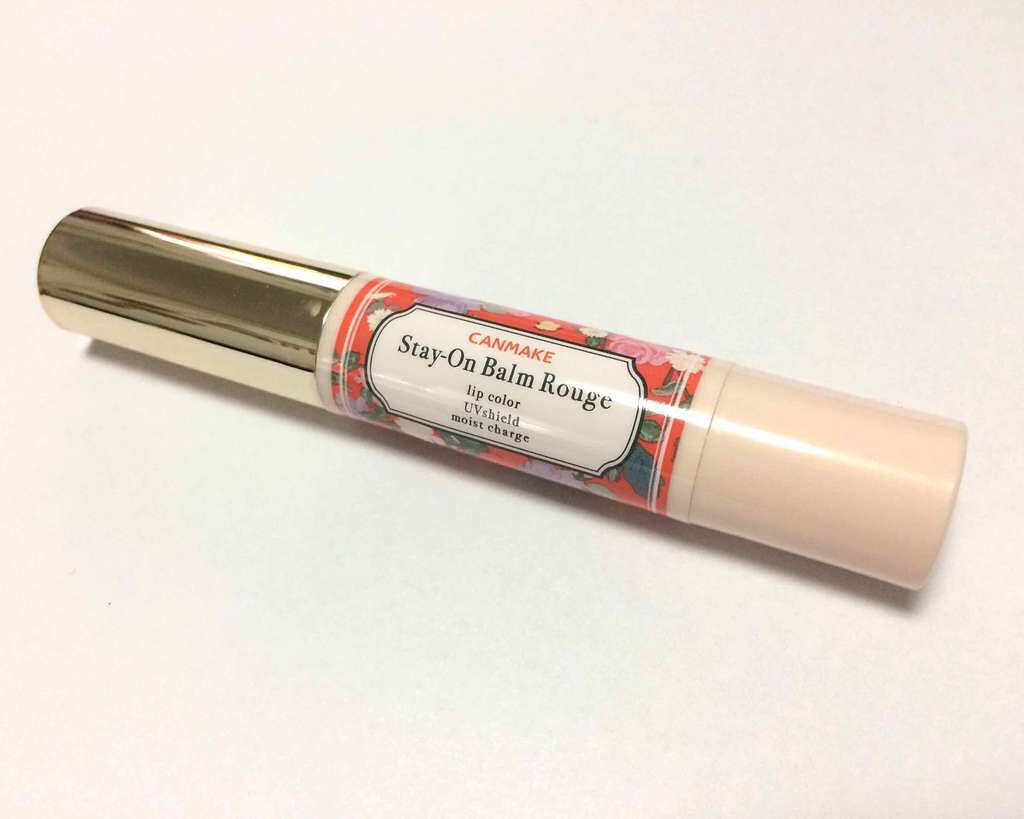 CANMAKE
Stay-On Balm Rouge
lip color
UVshield
moist charge